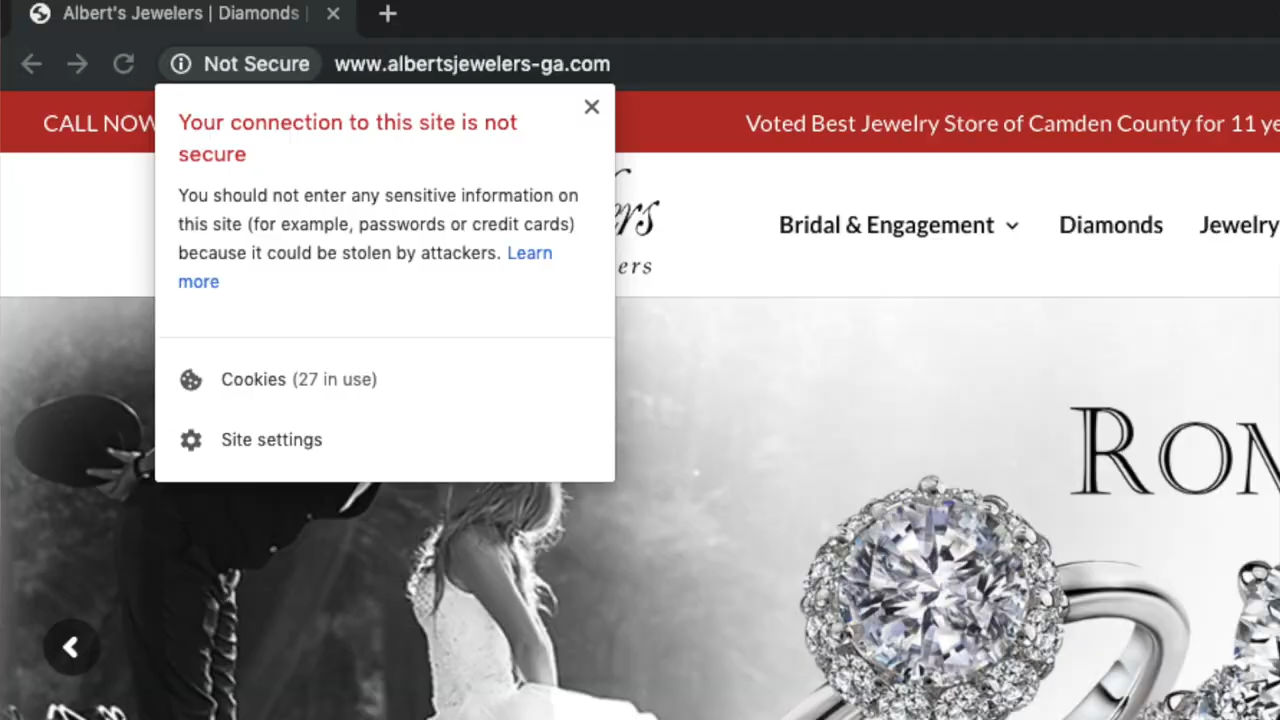 Albert's Jewelers | Diamonds |
Not Secure www.albertsjewelers-ga.com
CALL NOW
Voted Best Jewelry Store of Camden County for 11
Your connection to this site is not
secure
You should not enter any sensitive information on
this site (for example, passwords or credit cards)
because it could be stolen by attackers. Learn
more
Cookies (27 in use)
Site settings
Bridal & Engagement
Diamonds
Jewelry